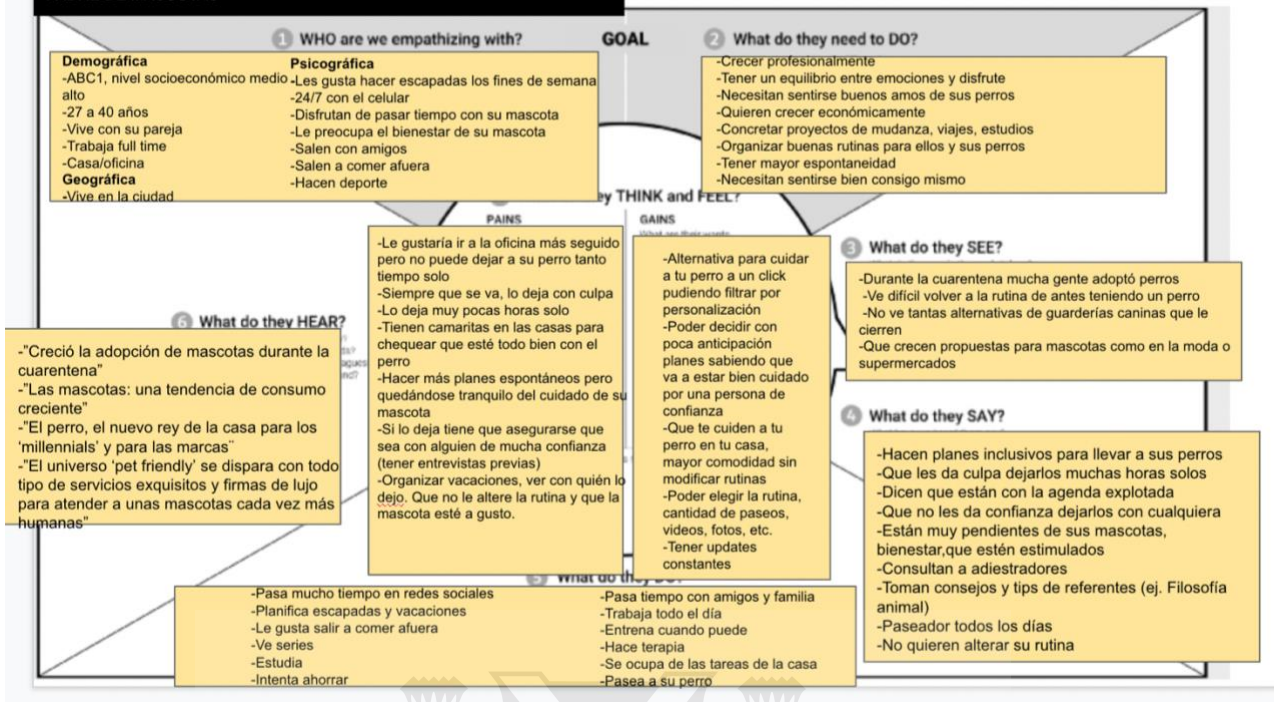 1 WHO are we empathizing with?
GOAL
2 What do they need to DO?
Demográfica
-ABC1, nivel socioeconómico medio
alto
-27 a 40 años
-Vive con su pareja
-Trabaja full time
-Casa/oficina
Geográfica
-Vive en la ciudad
Psicográfica
-Les gusta hacer escapadas los fines de semana
-24/7 con el celular
-Disfrutan de pasar tiempo con su mascota
-Le preocupa el bienestar de su mascota
-Salen con amigos
-Salen a comer afuera
-Hacen deporte
-Crecer profesionalmente
-Tener un equilibrio entre emociones y disfrute
-Necesitan sentirse buenos amos de sus perros
-Quieren crecer económicamente
-Concretar proyectos de mudanza, viajes, estudios
-Organizar buenas rutinas para ellos y sus perros
-Tener mayor espontaneidad
-Necesitan sentirse bien consigo mismo
THINK and FEEL?
PAINS
-Le gustaría ir a la oficina más seguido
pero no puede dejar a su perro tanto
tiempo solo
-Siempre que se va, lo deja con culpa
-Lo deja muy pocas horas solo
-Tienen camaritas en las casas para
chequear que esté todo bien con el
perro
-Hacer más planes espontáneos pero
quedándose tranquilo del cuidado de su
mascota
-Si lo deja tiene que asegurarse que
sea con alguien de mucha confianza
(tener entrevistas previas)
-Organizar vacaciones, ver con quién lo
dejo. Que no le altere la rutina y que la
mascota esté a gusto.
GAINS
-Alternativa para cuidar
a tu perro a un click
pudiendo filtrar por
personalización
-Poder decidir con
poca anticipación
planes sabiendo que
va a estar bien cuidado
por una persona de
confianza
-Que te cuiden a tu
perro en tu casa,
mayor comodidad sin
modificar rutinas
-Poder elegir la rutina,
cantidad de paseos,
videos, fotos, etc.
-Tener updates
constantes
3 What do they SEE?
-Durante la cuarentena mucha gente adoptó perros
-Ve difícil volver a la rutina de antes teniendo un perro
-No ve tantas alternativas de guarderías caninas que le
cierren
-Que crecen propuestas para mascotas como en la moda o
supermercados
4 What do they SAY?
-Hacen planes inclusivos para llevar a sus perros
-Que les da culpa dejarlos muchas horas solos
-Dicen que están con la agenda explotada
-Que no les da confianza dejarlos con cualquiera
-Están muy pendientes de sus mascotas,
bienestar,que estén estimulados
-Consultan a adiestradores
-Toman consejos y tips de referentes (ej. Filosofía
animal)
-Paseador todos los días
-No quieren alterar su rutina
5 What do they
-Pasa mucho tiempo en redes sociales
-Planifica escapadas y vacaciones
-Le gusta salir a comer afuera
-Ve series
-Estudia
-Intenta ahorrar
-Pasa tiempo con amigos y familia
-Trabaja todo el día
-Entrena cuando puede
-Hace terapia
-Se ocupa de las tareas de la casa
-Pasea a su perro
6 What do they HEAR?
-"Creció la adopción de mascotas durante la
cuarentena"
-"Las mascotas: una tendencia de consumo
creciente"
-"El perro, el nuevo rey de la casa para los
'millennials' y para las marcas¨
-"El universo 'pet friendly' se dispara con todo
tipo de servicios exquisitos y firmas de lujo
para atender a unas mascotas cada vez más
humanas"